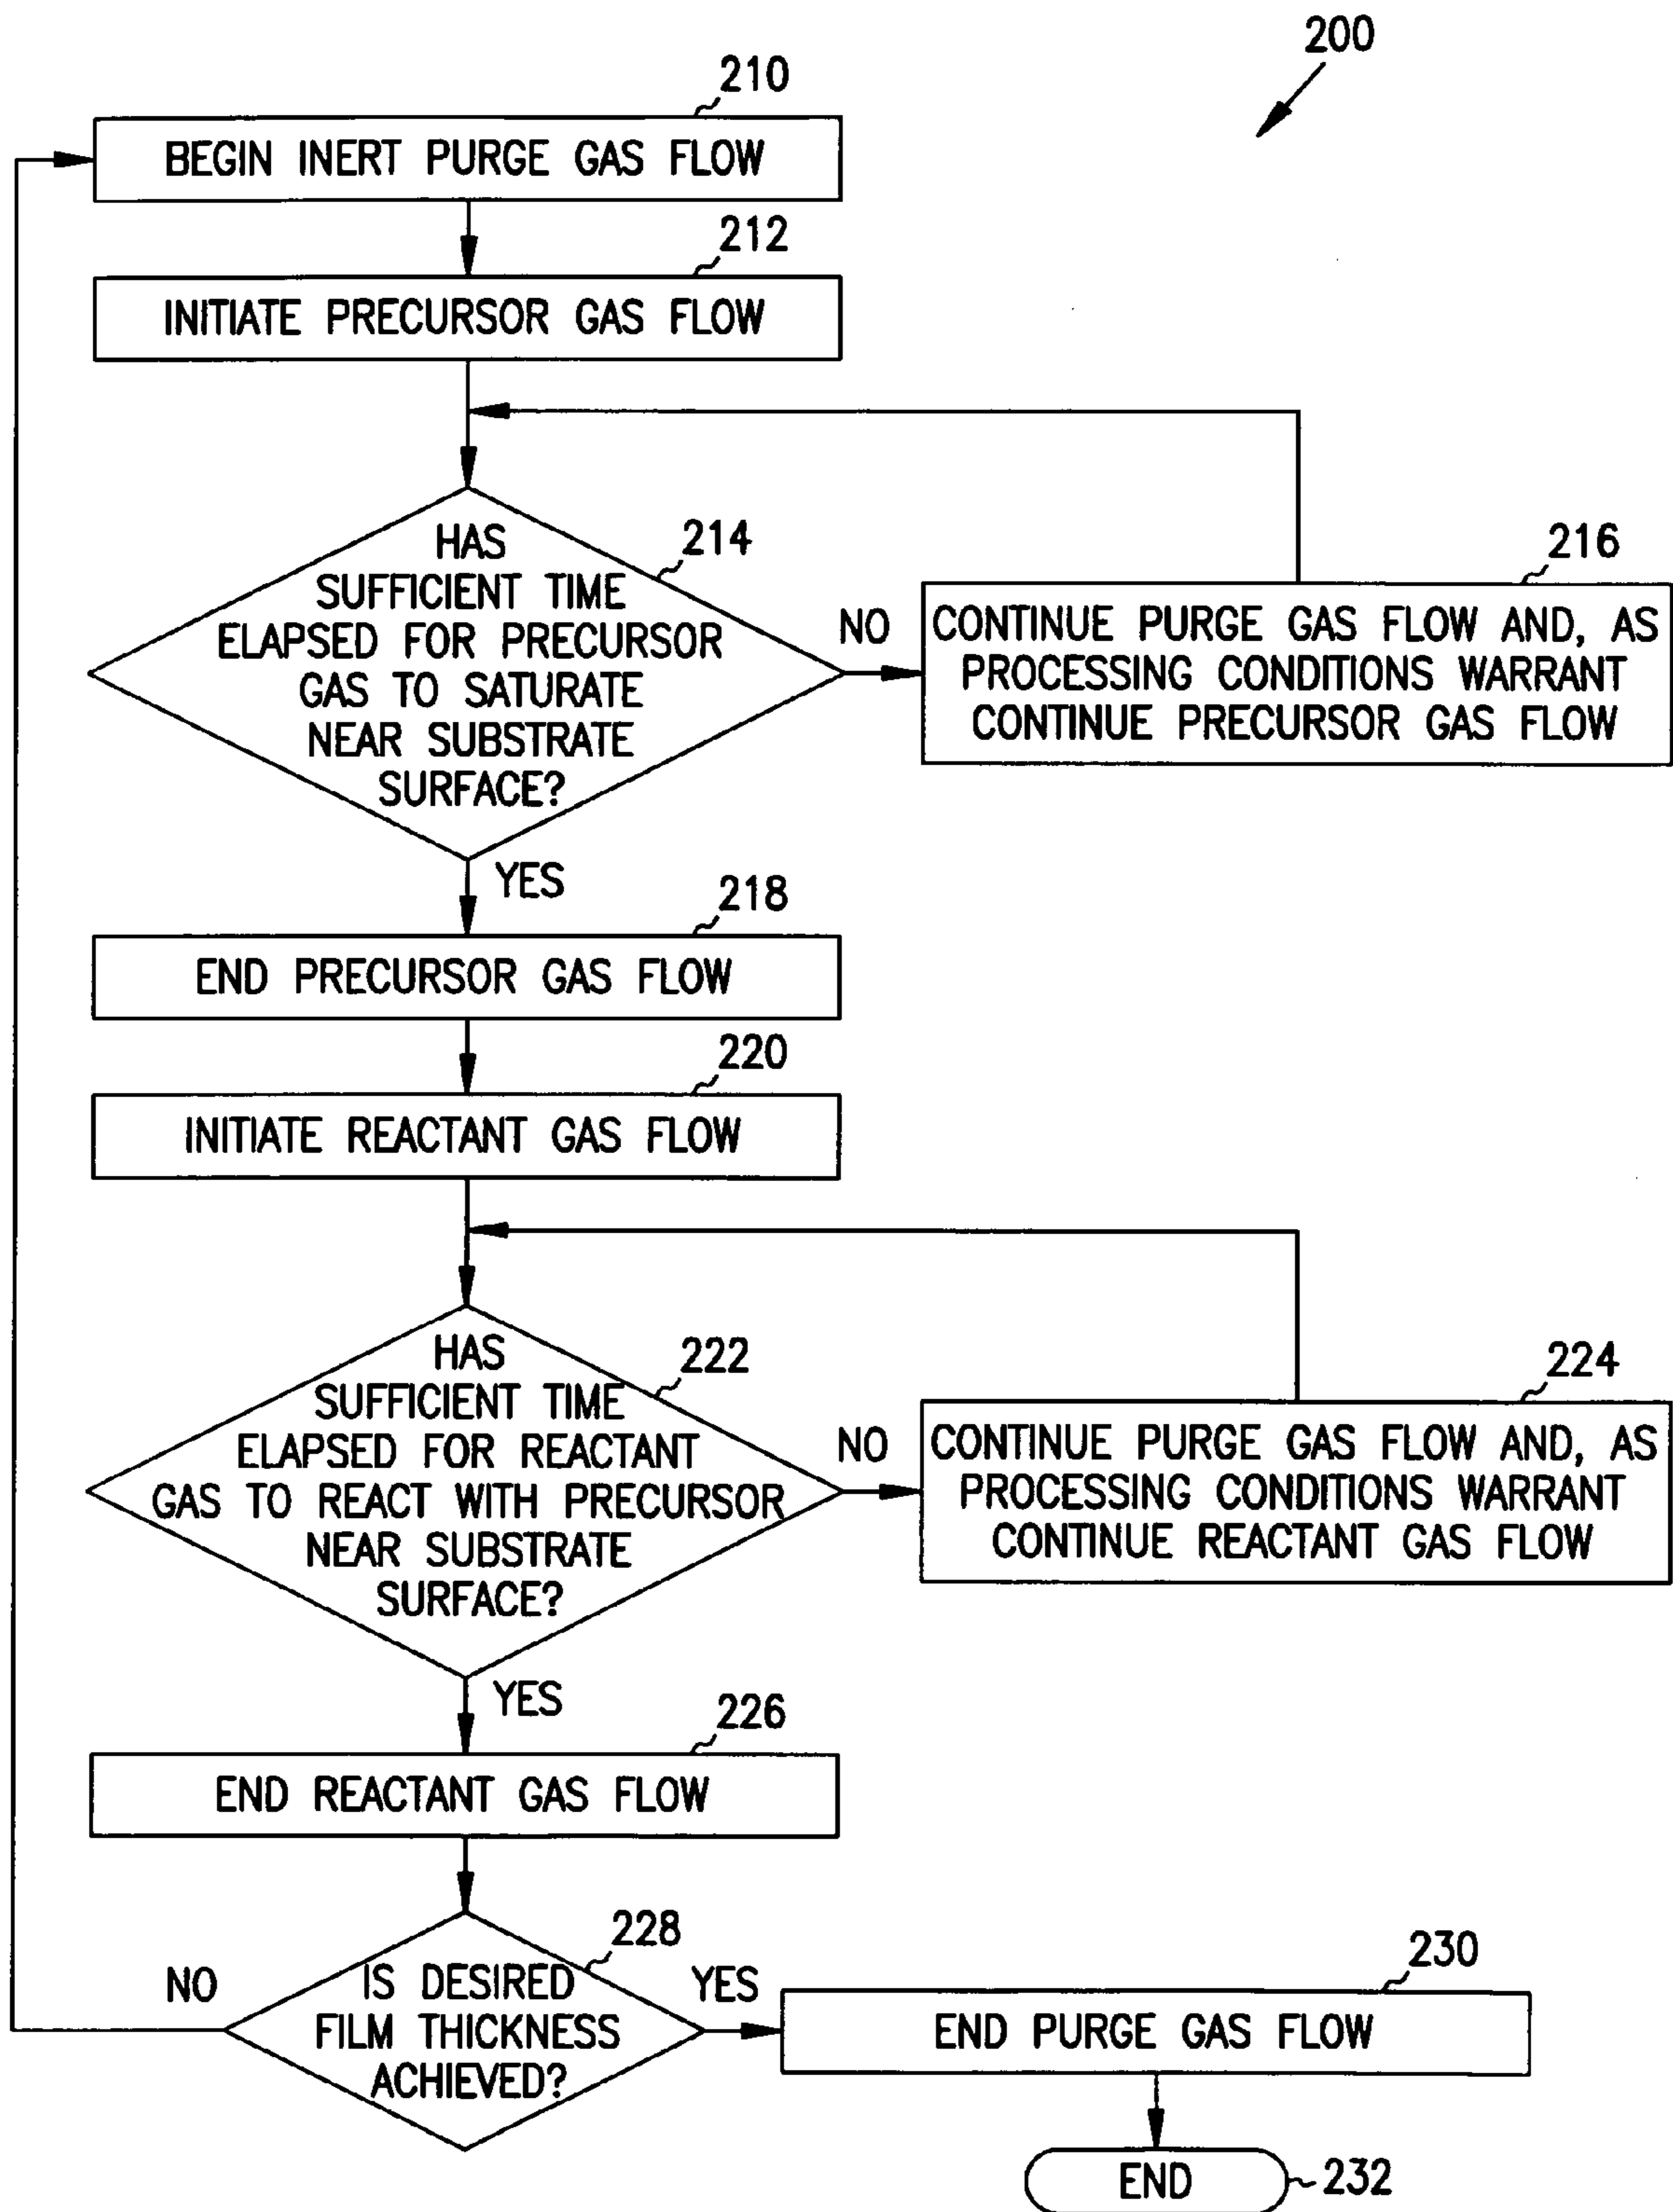 200
210
BEGIN INERT PURGE GAS FLOW
212
INITIATE PRECURSOR GAS FLOW
214
HAS
SUFFICIENT TIME
ELAPSED FOR PRECURSOR
GAS TO SATURATE
NEAR SUBSTRATE
SURFACE?
NO
216
CONTINUE PURGE GAS FLOW AND, AS
PROCESSING CONDITIONS WARRANT
CONTINUE PRECURSOR GAS FLOW
YES
218
END PRECURSOR GAS FLOW
220
INITIATE REACTANT GAS FLOW
222
HAS
SUFFICIENT TIME
ELAPSED FOR REACTANT
GAS TO REACT WITH PRECURSOR
NEAR SUBSTRATE
SURFACE?
NO
224
CONTINUE PURGE GAS FLOW AND, AS
PROCESSING CONDITIONS WARRANT
CONTINUE REACTANT GAS FLOW
YES
226
END REACTANT GAS FLOW
228
IS DESIRED
FILM THICKNESS
ACHIEVED?
NO
YES
230
END PURGE GAS FLOW
END
232